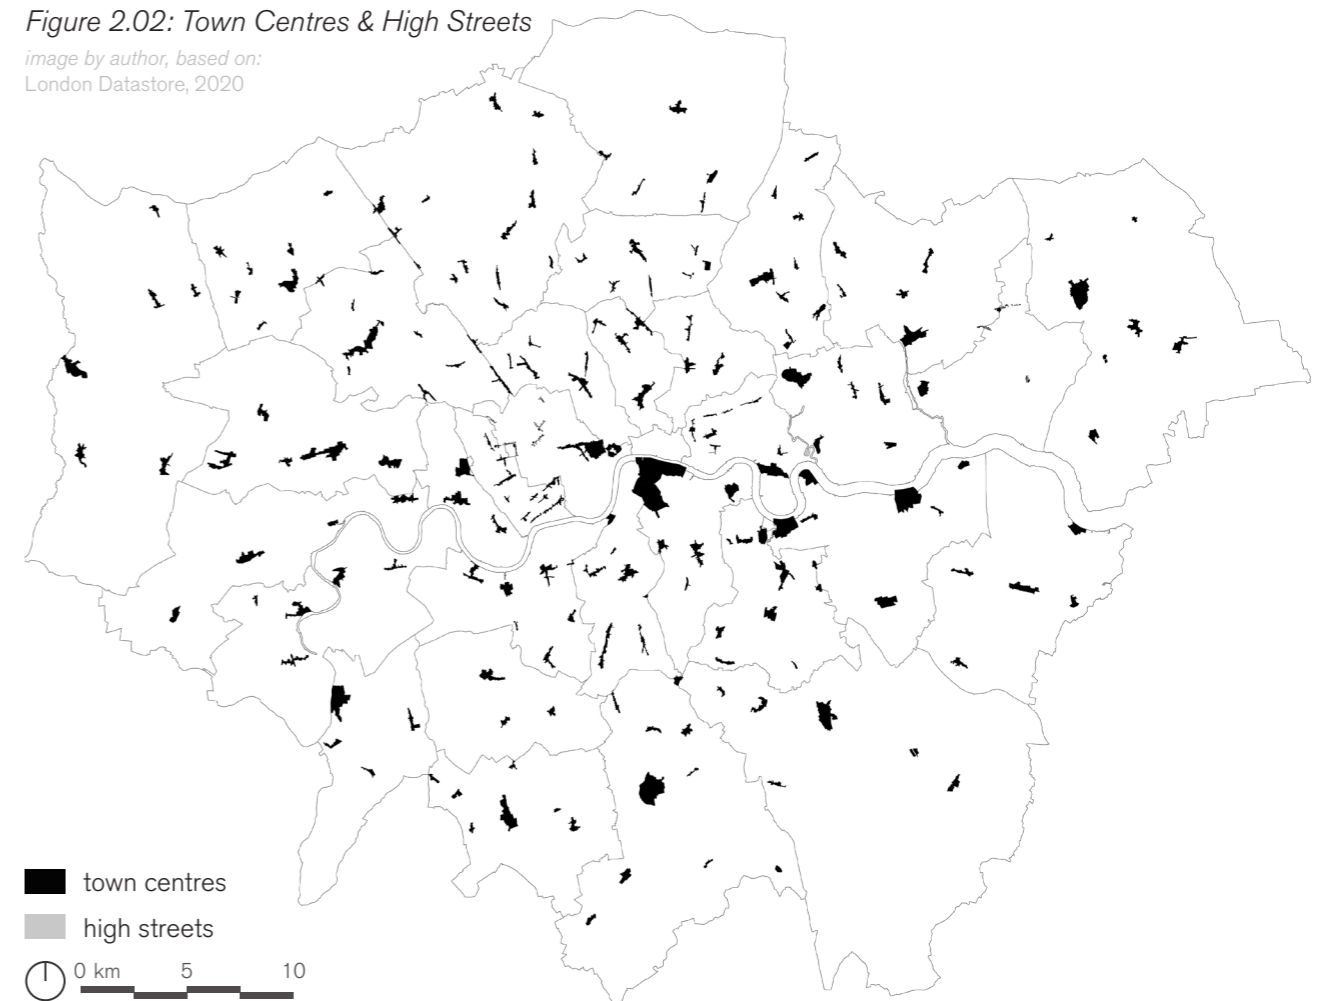 Figure 2.02: Town Centres & High Streets
image by author, based on:
London Datastore, 2020
town centres
high streets
0 km 5 10